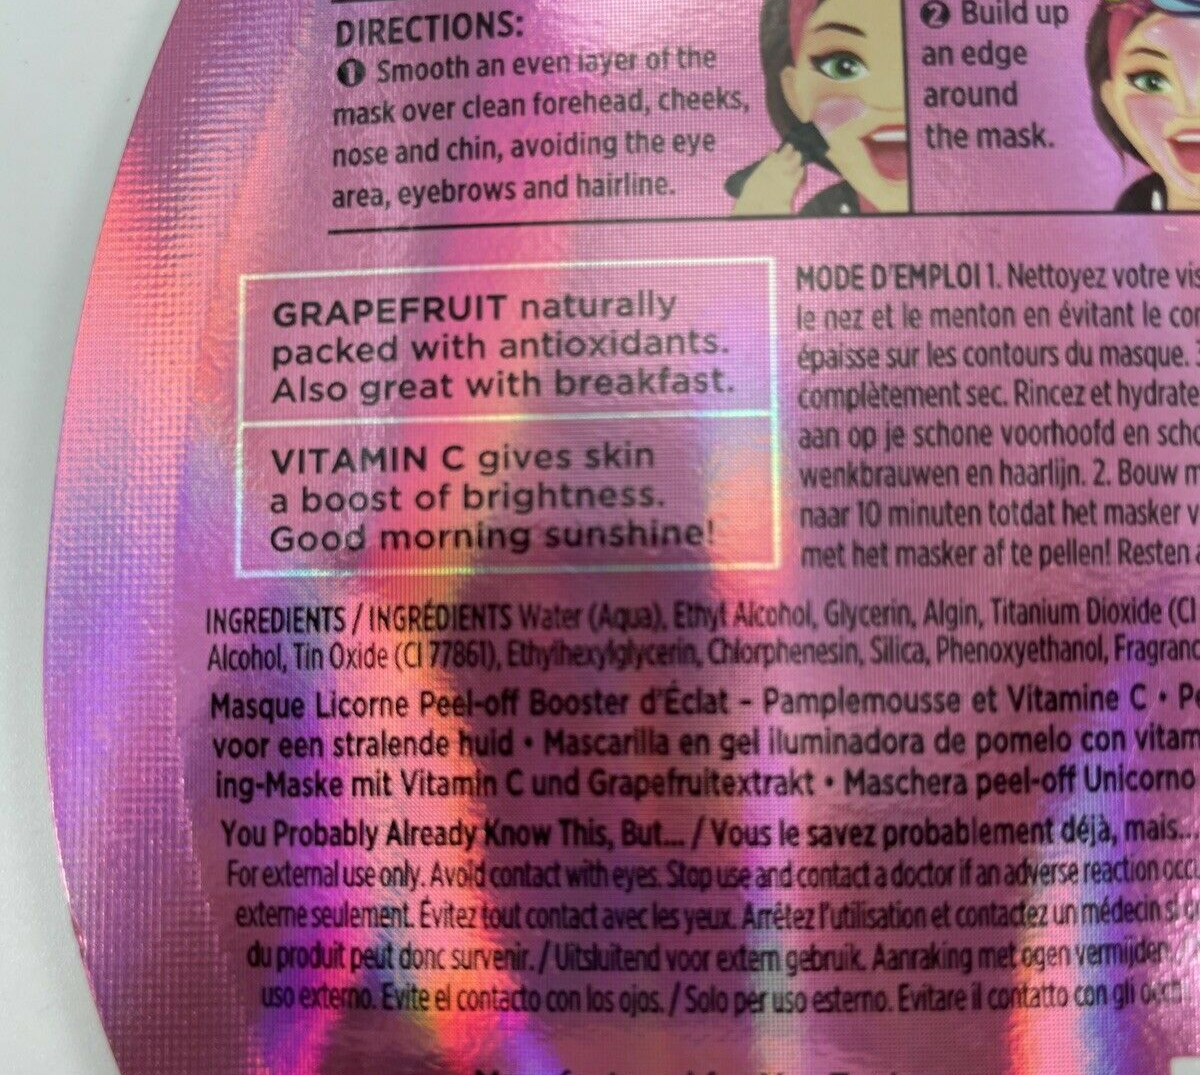 DIRECTIONS:
❶ Smooth an even layer of the
mask over clean forehead, cheeks,
nose and chin, avoiding the eye
area, eyebrows and hairline.
❷ Build up
an edge
around
the mask.
GRAPEFRUIT naturally
packed with antioxidants.
Also great with breakfast.
VITAMIN C gives skin
a boost of brightness.
Good morning sunshine!
MODE D'EMPLOI 1. Nettoyez votre
le nez et le menton en évitant le
épaisse sur les contours du masque.
complètement sec. Rincez et
aan op je schone voorhoofd en
wenkbrauwen en haarlijn. 2. Bouw
naar 10 minuten totdat het masker
met het masker af te pellen! Resten
INGREDIENTS / INGRÉDIENTS Water (Aqua), Ethyl Alcohol, Glycerin, Algin, Titanium Dioxide (CI
Alcohol, Tin Oxide (CI 77861), Ethylhexylglycerin, Chlorphenesin, Silica, Phenoxyethanol,
Masque Licorne Peel-off Booster d'Éclat - Pamplemousse et Vitamine C •
voor een stralende huid • Mascarilla en gel iluminadora de pomelo con
ing-Maske mit Vitamin C und Grapefruitextrakt • Maschera peel-off Unicorno
You Probably Already Know This, But... / Vous le savez probablement déjà, mais..
For external use only. Avoid contact with eyes. Stop use and contact a doctor if an adverse reaction
externe seulement. Évitez tout contact avec les yeux. Arrêtez l'utilisation et contactez un médecin si
du produit peut donc survenir. / Uitsluitend voor extern gebruik. Aanraking met ogen vermijden.
uso externo. Evite el contacto con los ojos. / Solo per uso esterno. Evitare il contatto con gli